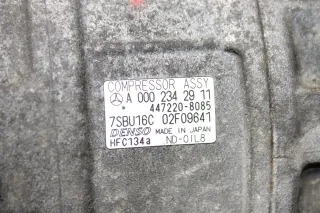 COMPRESSOR ASSY
A 000 234 29 11
447220-8085
7SBU16C 02F09641
DENSO MADE IN JAPAN
HFC134a ND-OIL8